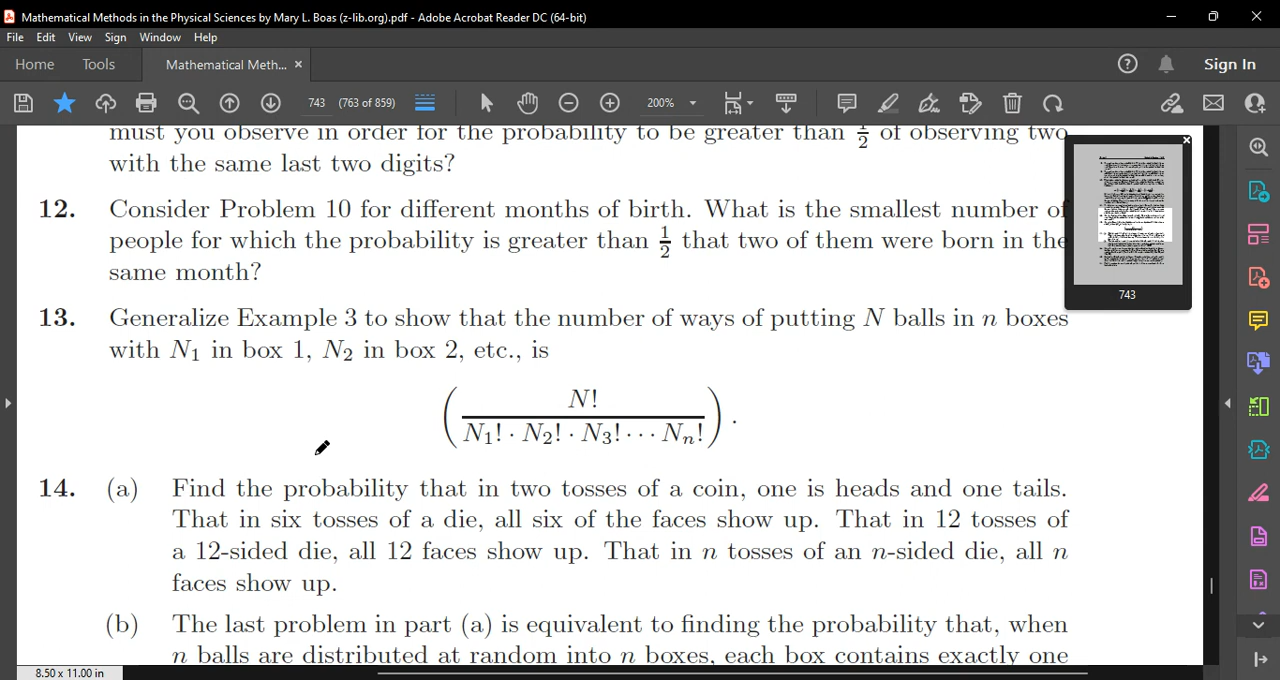 Mathematical Methods in the Physical Sciences by Mary L. Boas (z-lib.org).pdf - Adobe Acrobat Reader DC (64-bit)
File Edit View Sign Window Help
Home Tools Mathematical Meth... × Sign In
743 (763 of 859) 200%
must you observe in order for the probability to be greater than 1/2 of observing two
with the same last two digits?
12. Consider Problem 10 for different months of birth. What is the smallest number of
people for which the probability is greater than 1/2 that two of them were born in the
same month?
743
13. Generalize Example 3 to show that the number of ways of putting N balls in n boxes
with N₁ in box 1, N₂ in box 2, etc., is
( N! / N₁! · N₂! · N₃! · · · Nₙ! ) .
14. (a) Find the probability that in two tosses of a coin, one is heads and one tails.
That in six tosses of a die, all six of the faces show up. That in 12 tosses of
a 12-sided die, all 12 faces show up. That in n tosses of an n-sided die, all n
faces show up.
(b) The last problem in part (a) is equivalent to finding the probability that, when
n balls are distributed at random into n boxes, each box contains exactly one
8.50 x 11.00 in